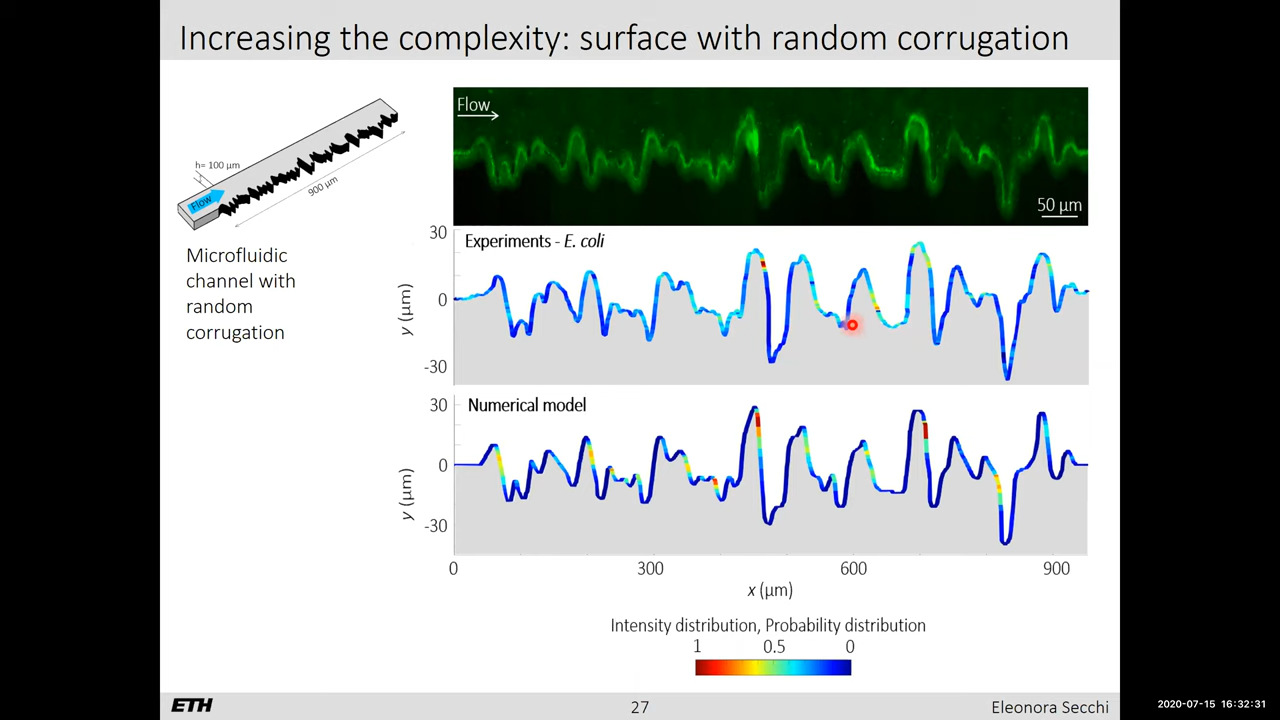 Increasing the complexity: surface with random corrugation
h= 100 µm
Flow
900 µm
Microfluidic
channel with
random
corrugation
Flow
50 µm
Experiments - E. coli
30
0
-30
y (µm)
Numerical model
30
0
-30
y (µm)
0 300 600 900
x (µm)
Intensity distribution, Probability distribution
1 0.5 0
ETH
27
Eleonora Secchi
2020-07-15 16:32:31